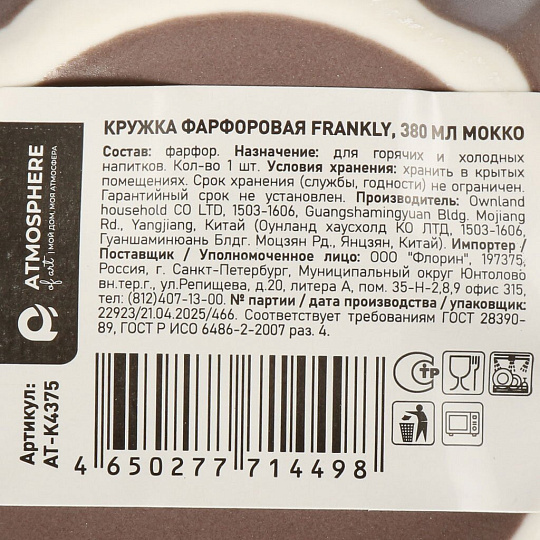 КРУЖКА ФАРФОРОВАЯ FRANKLY, 380 МЛ МОККО
Состав: фарфор. Назначение: для горячих и холодных
напитков. Кол-во 1 шт. Условия хранения: хранить в крытых
помещениях. Срок хранения (службы, годности) не ограничен.
Гарантийный срок не установлен. Производитель: Ownland
household CO LTD, 1503-1606, Guangshamingyuan Bldg. Mojiang
Rd., Yangjiang, Китай (Оунланд хаусхолд КО ЛТД, 1503-1606,
Гуаншаминюань Блдг. Моцзян Рд., Янцзян, Китай). Импортер /
Поставщик / Уполномоченное лицо: ООО "Флорин", 197375,
Россия, г. Санкт-Петербург, Муниципальный округ Юнтолово
вн.тер.г., ул.Репищева, д.20, литера А, пом. 35-Н-2,8,9 офис 315,
тел: (812)407-13-00. № партии / дата производства / упаковщик:
22923/21.04.2025/466. Соответствует требованиям ГОСТ 28390-
89, ГОСТ Р ИСО 6486-2-2007 раз. 4.
ATMOSPHERE
of art | МОЙ ДОМ, МОЯ АТМОСФЕРА
Артикул:
AT-K4375
4 650277 714498